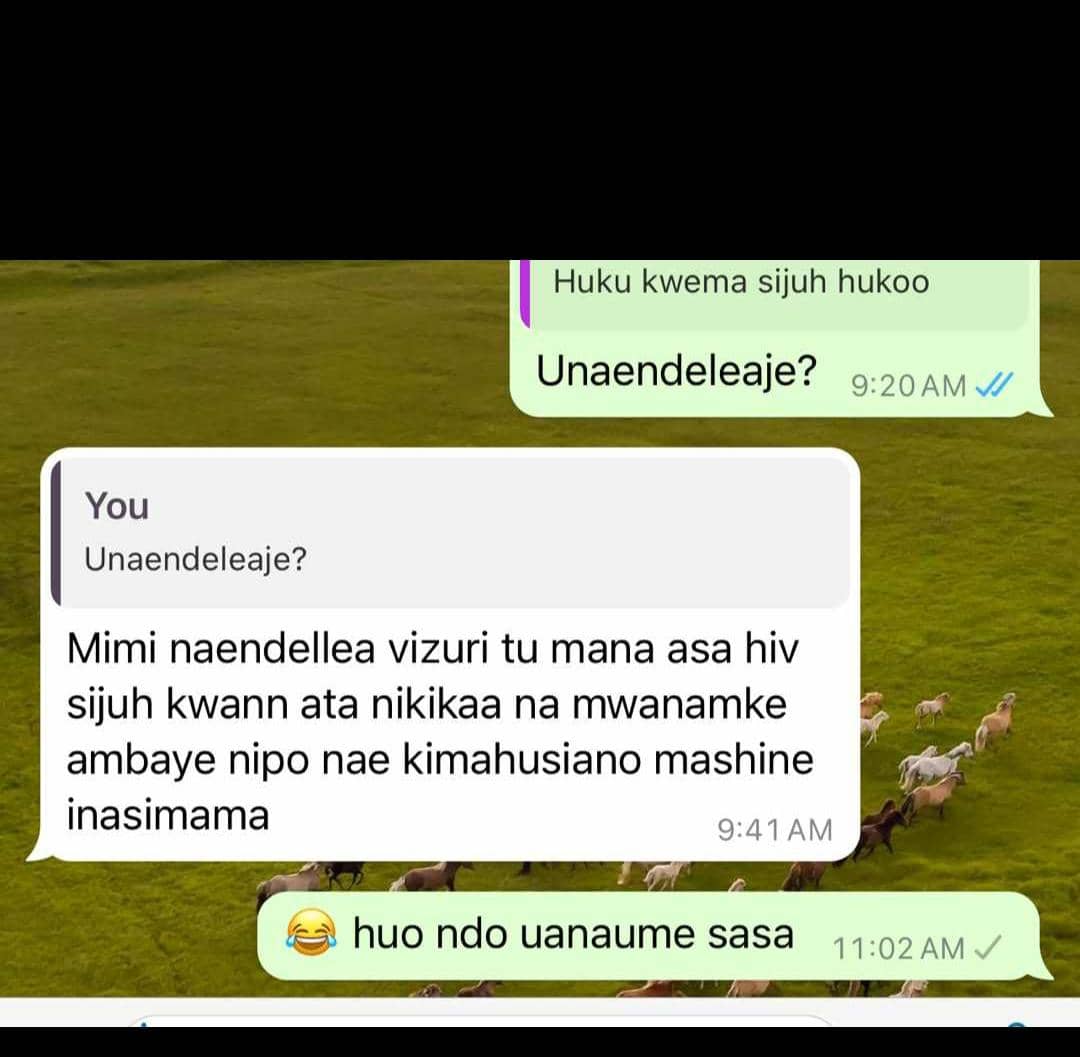 Huku kwema sijuh hukoo
Unaendeleaje? 9:20 AM
You
Unaendeleaje?
Mimi naendellea vizuri tu mana asa hiv
sijuh kwann ata nikikaa na mwanamke
ambaye nipo nae kimahusiano mashine
inasimama 9:41 AM
😂 huo ndo uanaume sasa 11:02 AM